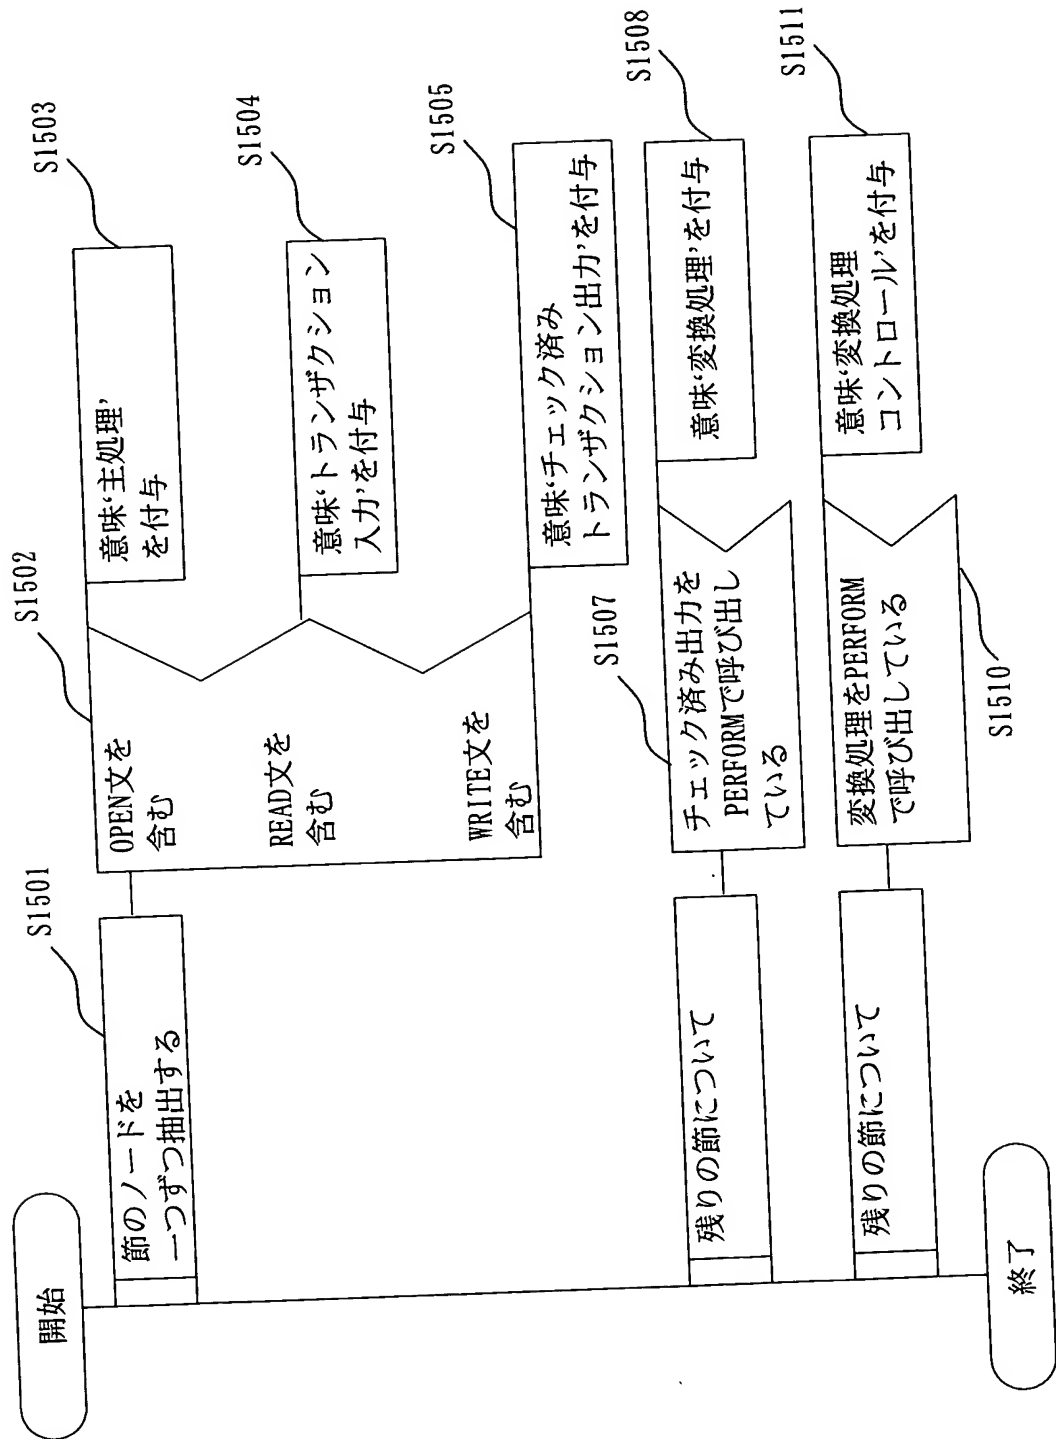 開始
S1501
節のノードを
一つずつ抽出する
S1502
OPEN文を
含む
S1503
意味‘主処理’
を付与
READ文を
含む
S1504
意味‘トランザクション
入力’を付与
WRITE文を
含む
S1505
意味‘チェック済み
トランザクション出力’を付与
残りの節について
S1507
チェック済み出力を
PERFORMで呼び出し
ている
S1508
意味‘変換処理’を付与
残りの節について
変換処理をPERFORM
で呼び出している
S1510
S1511
意味‘変換処理
コントロール’を付与
終了